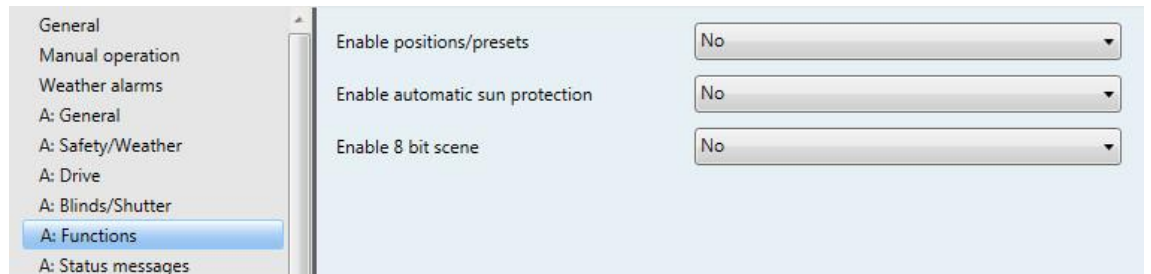 General
Manual operation
Weather alarms
A: General
A: Safety/Weather
A: Drive
A: Blinds/Shutter
A: Functions
A: Status messages
Enable positions/presets No
Enable automatic sun protection No
Enable 8 bit scene No